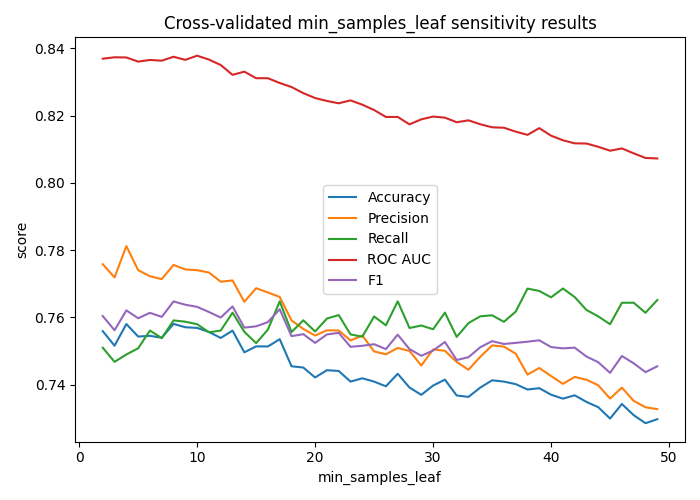 Cross-validated min_samples_leaf sensitivity results
0.84
0.82
0.80
0.78
0.76
0.74
score
Accuracy
Precision
Recall
ROC AUC
F1
0 10 20 30 40 50
min_samples_leaf